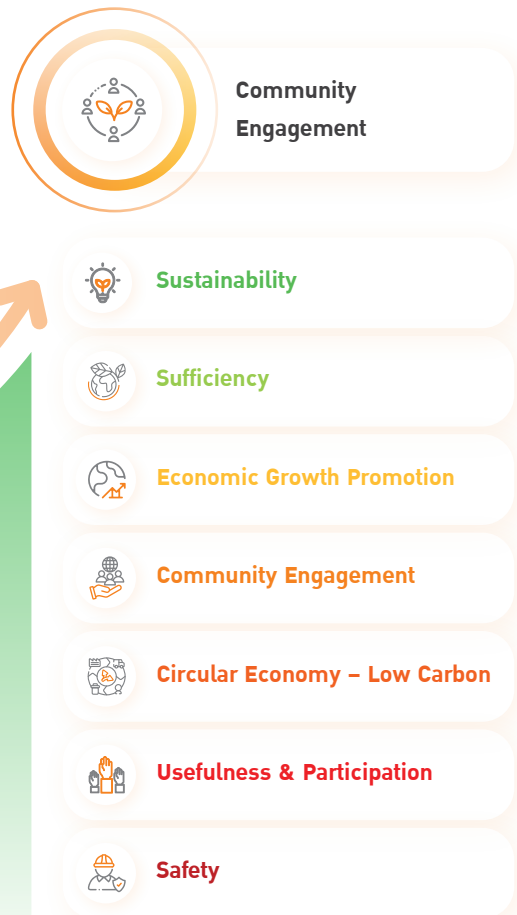 Community
Engagement
Sustainability
Sufficiency
Economic Growth Promotion
Community Engagement
Circular Economy – Low Carbon
Usefulness & Participation
Safety